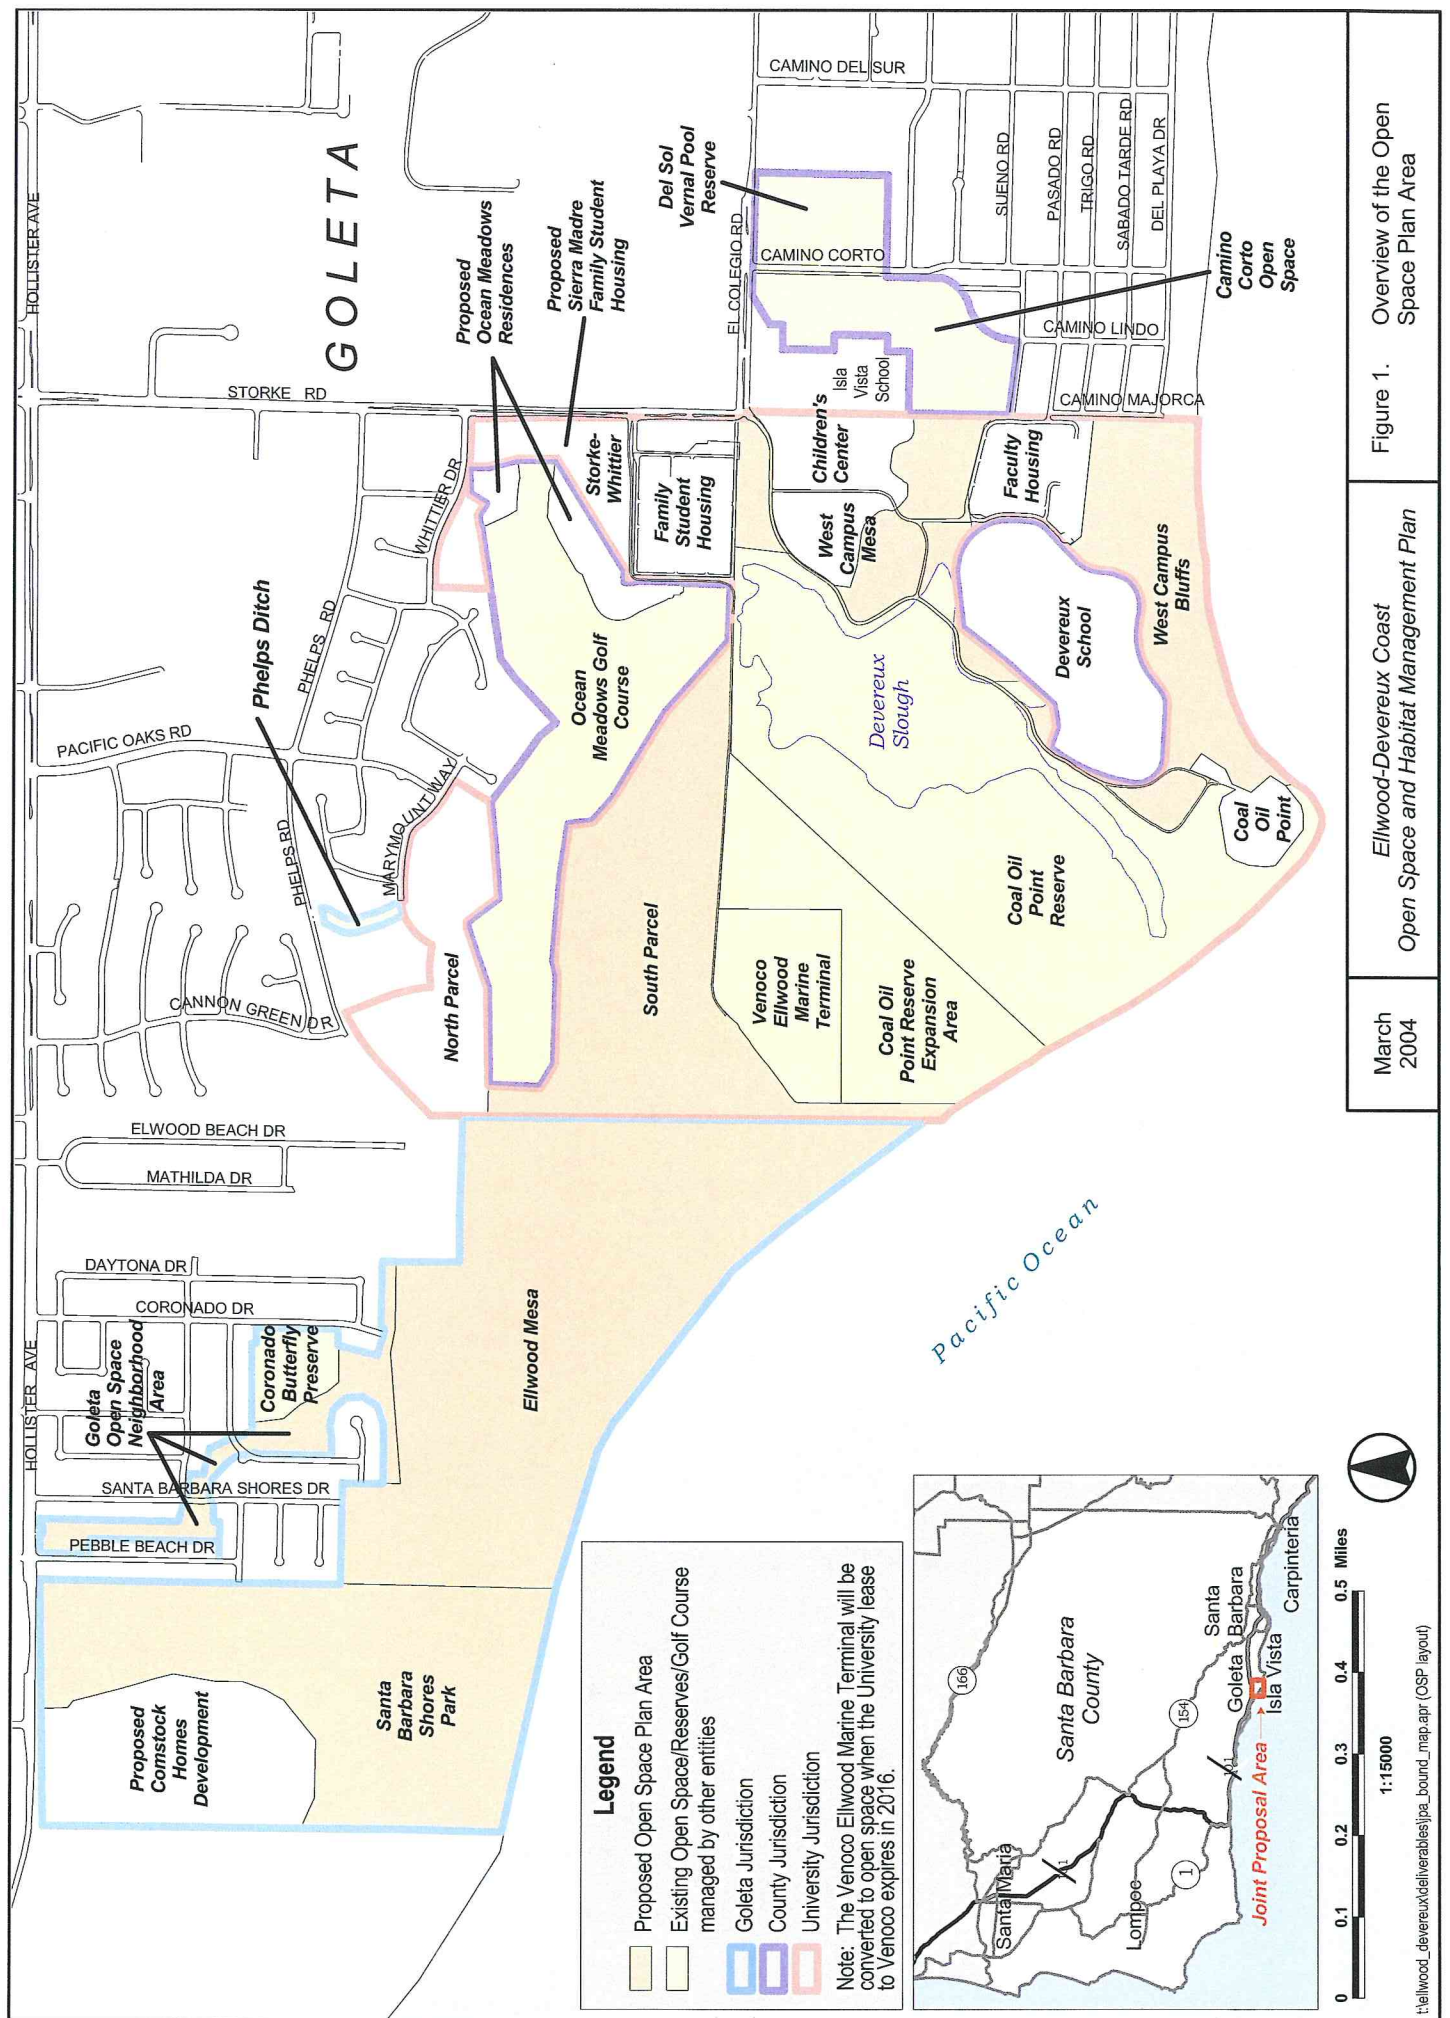 HOLLISTER AVE
HOLLISTER AVE
GOLETA
STORKE RD
CAMINO DEL SUR
Del Sol
Vernal Pool
Reserve
Proposed
Ocean Meadows
Residences
Proposed
Sierra Madre
Family Student
Housing
EL COLEGIO RD
CAMINO CORTO
SUENO RD
PASADO RD
TRIGO RD
SABADO TARDE RD
DEL PLAYA DR
Camino
Corto
Open
Space
CAMINO LINDO
CAMINO MAJORCA
Isla
Vista
School
Children's
Center
West
Campus
Mesa
Faculty
Housing
Storke-
Whittier
Family
Student
Housing
WHITTIER DR
PHELPS RD
Phelps Ditch
PACIFIC OAKS RD
PHELPS RD
MARYMOUNT WAY
CANNON GREEN DR
Ocean
Meadows Golf
Course
Devereux
Slough
Devereux
School
West Campus
Bluffs
Coal
Oil
Point
Coal Oil
Point
Reserve
North Parcel
South Parcel
Venoco
Ellwood
Marine
Terminal
Coal Oil
Point Reserve
Expansion
Area
ELWOOD BEACH DR
MATHILDA DR
DAYTONA DR
CORONADO DR
Goleta
Open Space
Neighborhood
Area
Coronado
Butterfly
Preserve
SANTA BARBARA SHORES DR
PEBBLE BEACH DR
Ellwood Mesa
Pacific Ocean
Proposed
Comstock
Homes
Development
Santa
Barbara
Shores
Park
Legend
Proposed Open Space Plan Area
Existing Open Space/Reserves/Golf Course
managed by other entities
Goleta Jurisdiction
County Jurisdiction
University Jurisdiction
Note: The Venoco Ellwood Marine Terminal will be
converted to open space when the University lease
to Venoco expires in 2016.
166
Santa Barbara
County
154
Santa Maria
101
Lompoc
1
101
Goleta
Santa
Barbara
Isla Vista
Carpinteria
Joint Proposal Area
0 0.1 0.2 0.3 0.4 0.5 Miles
1:15000
t:\ellwood_devereux\deliverables\jpa_bound_map.apr (OSP layout)
March
2004
Ellwood-Devereux Coast
Open Space and Habitat Management Plan
Figure 1. Overview of the Open
Space Plan Area